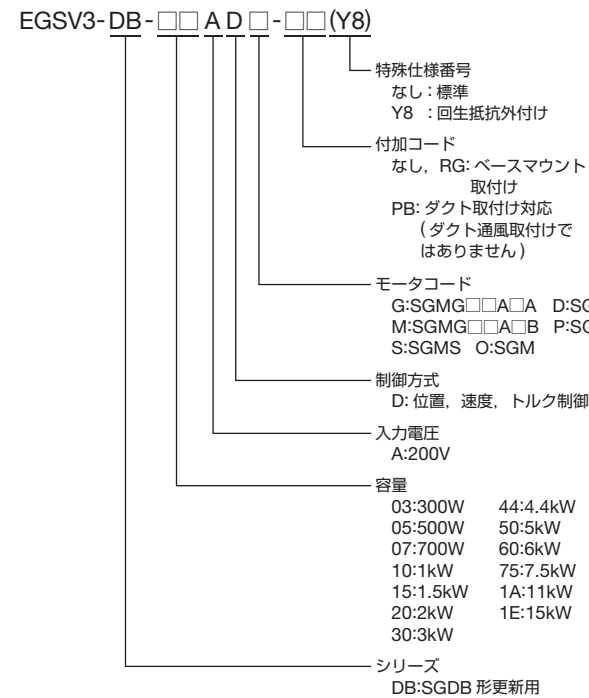 EGSV3-DB-□□AD□-□□(Y8)
特殊仕様番号
なし：標準
Y8 ：回生抵抗外付け
付加コード
なし，RG：ベースマウント
取付け
PB：ダクト取付け対応
(ダクト通風取付けで
はありません)
モータコード
G:SGMG□□A□A
M:SGMG□□A□B
S:SGMS O:SGM
制御方式
D：位置，速度，トルク制御
入力電圧
A:200V
容量
03:300W 44:4.4kW
05:500W 50:5kW
07:700W 60:6kW
10:1kW 75:7.5kW
15:1.5kW 1A:11kW
20:2kW 1E:15kW
30:3kW
シリーズ
DB:SGDB 形更新用